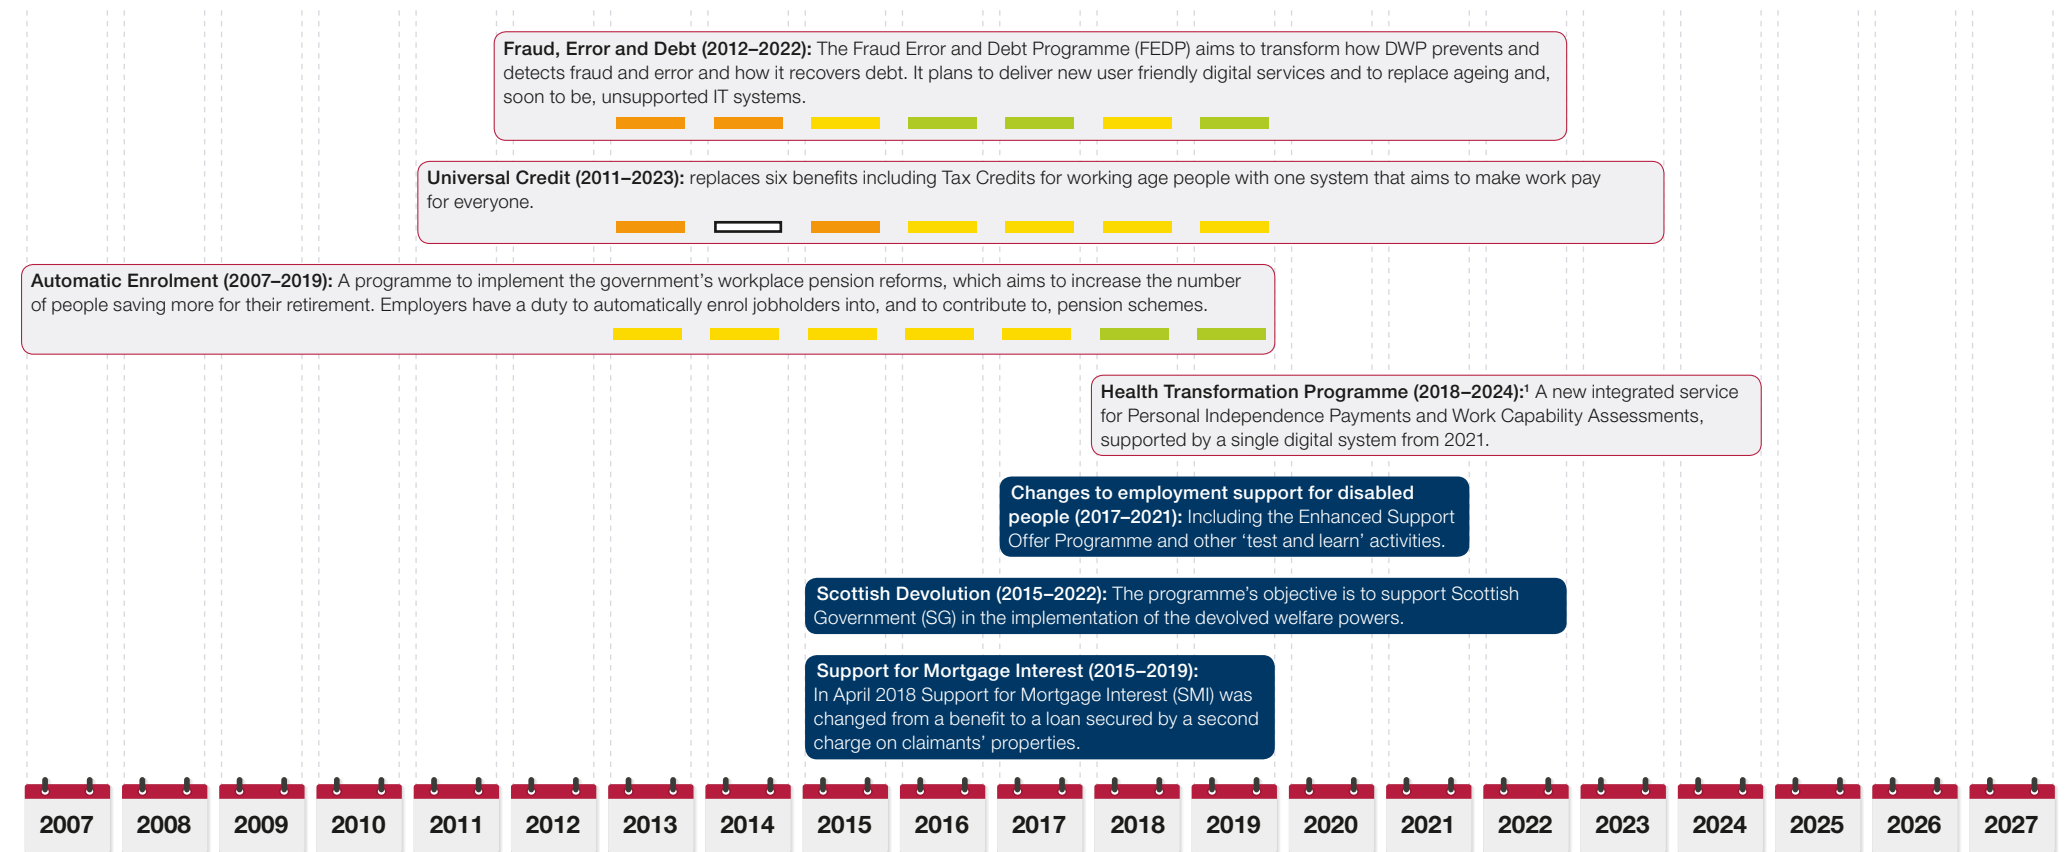 Fraud, Error and Debt (2012–2022): The Fraud Error and Debt Programme (FEDP) aims to transform how DWP prevents and
detects fraud and error and how it recovers debt. It plans to deliver new user friendly digital services and to replace ageing and,
soon to be, unsupported IT systems.
Universal Credit (2011–2023): replaces six benefits including Tax Credits for working age people with one system that aims to make work pay
for everyone.
Automatic Enrolment (2007–2019): A programme to implement the government’s workplace pension reforms, which aims to increase the number
of people saving more for their retirement. Employers have a duty to automatically enrol jobholders into, and to contribute to, pension schemes.
Health Transformation Programme (2018–2024):¹ A new integrated service
for Personal Independence Payments and Work Capability Assessments,
supported by a single digital system from 2021.
Changes to employment support for disabled
people (2017–2021): Including the Enhanced Support
Offer Programme and other ‘test and learn’ activities.
Scottish Devolution (2015–2022): The programme’s objective is to support Scottish
Government (SG) in the implementation of the devolved welfare powers.
Support for Mortgage Interest (2015–2019):
In April 2018 Support for Mortgage Interest (SMI) was
changed from a benefit to a loan secured by a second
charge on claimants’ properties.
2007 2008 2009 2010 2011 2012 2013 2014 2015 2016 2017 2018 2019 2020 2021 2022 2023 2024 2025 2026 2027